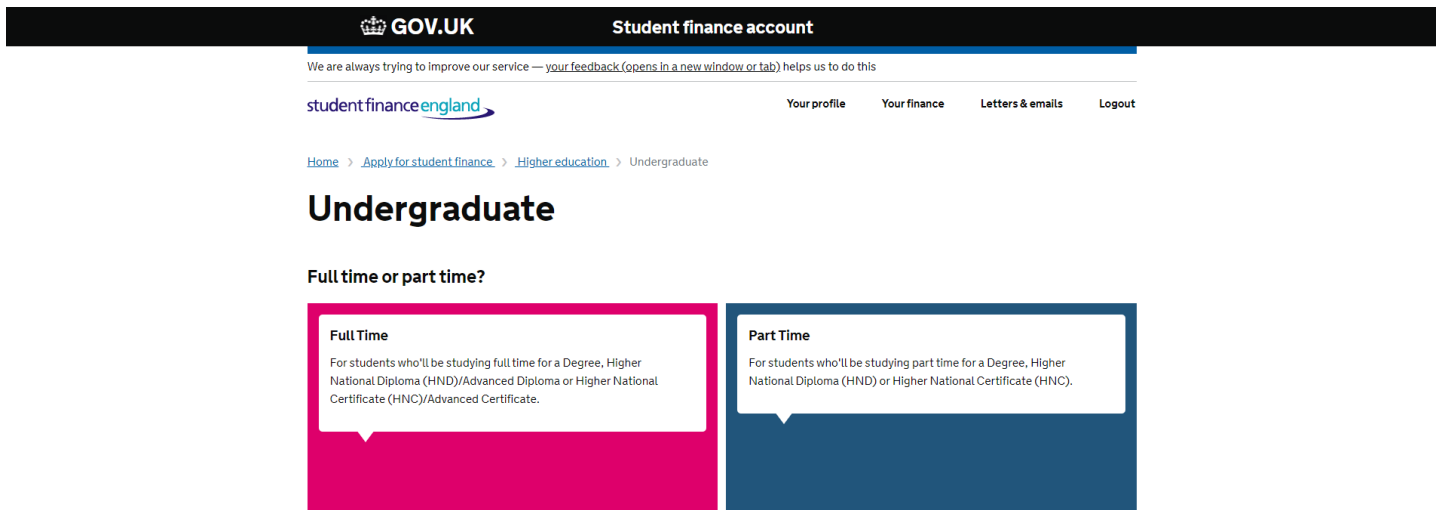 GOV.UK Student finance account
We are always trying to improve our service — your feedback (opens in a new window or tab) helps us to do this
student finance england
Your profile Your finance Letters & emails Logout
Home > Apply for student finance > Higher education > Undergraduate
Undergraduate
Full time or part time?
Full Time
For students who'll be studying full time for a Degree, Higher
National Diploma (HND)/Advanced Diploma or Higher National
Certificate (HNC)/Advanced Certificate.
Part Time
For students who'll be studying part time for a Degree, Higher
National Diploma (HND) or Higher National Certificate (HNC).